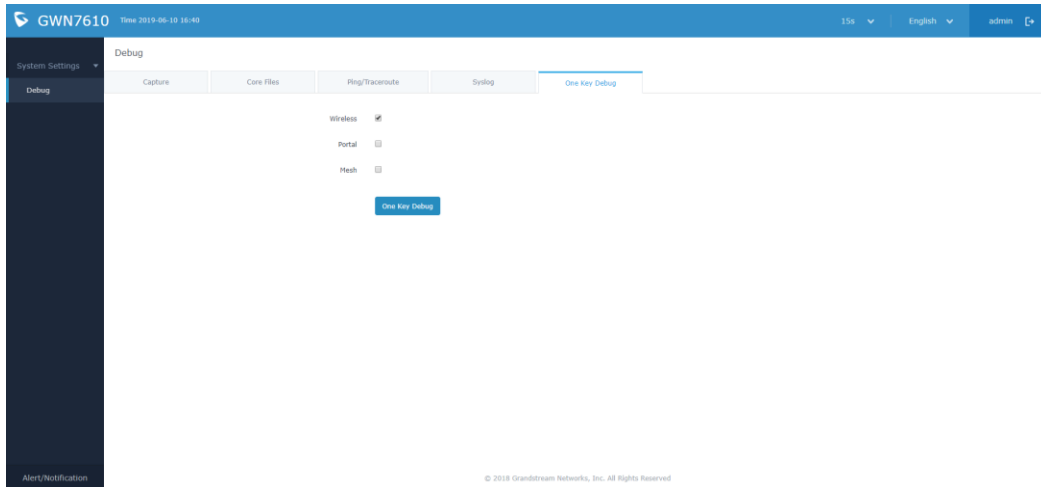 GWN7610 Time 2019-06-10 16:40 15s English admin
System Settings
Debug
Debug
Capture Core Files Ping/Traceroute Syslog One Key Debug
Wireless
Portal
Mesh
One Key Debug
Alert/Notification
© 2018 Grandstream Networks, Inc. All Rights Reserved